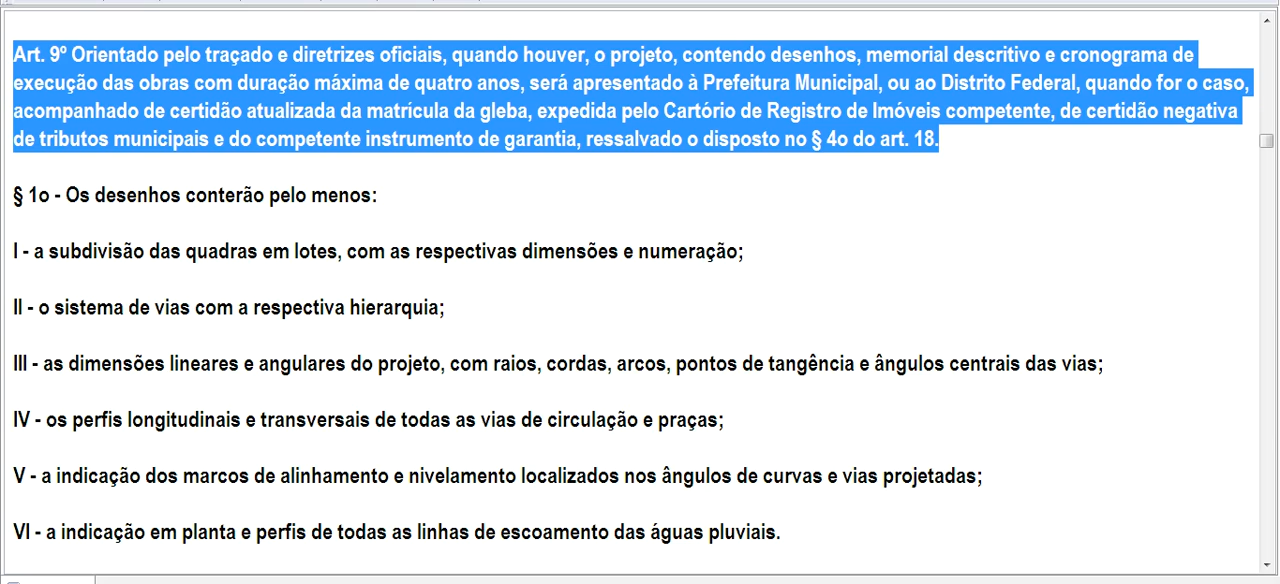 Art. 9º Orientado pelo traçado e diretrizes oficiais, quando houver, o projeto, contendo desenhos, memorial descritivo e cronograma de
execução das obras com duração máxima de quatro anos, será apresentado à Prefeitura Municipal, ou ao Distrito Federal, quando for o caso,
acompanhado de certidão atualizada da matrícula da gleba, expedida pelo Cartório de Registro de Imóveis competente, de certidão negativa
de tributos municipais e do competente instrumento de garantia, ressalvado o disposto no § 4o do art. 18.
§ 1o - Os desenhos conterão pelo menos:
I - a subdivisão das quadras em lotes, com as respectivas dimensões e numeração;
II - o sistema de vias com a respectiva hierarquia;
III - as dimensões lineares e angulares do projeto, com raios, cordas, arcos, pontos de tangência e ângulos centrais das vias;
IV - os perfis longitudinais e transversais de todas as vias de circulação e praças;
V - a indicação dos marcos de alinhamento e nivelamento localizados nos ângulos de curvas e vias projetadas;
VI - a indicação em planta e perfis de todas as linhas de escoamento das águas pluviais.